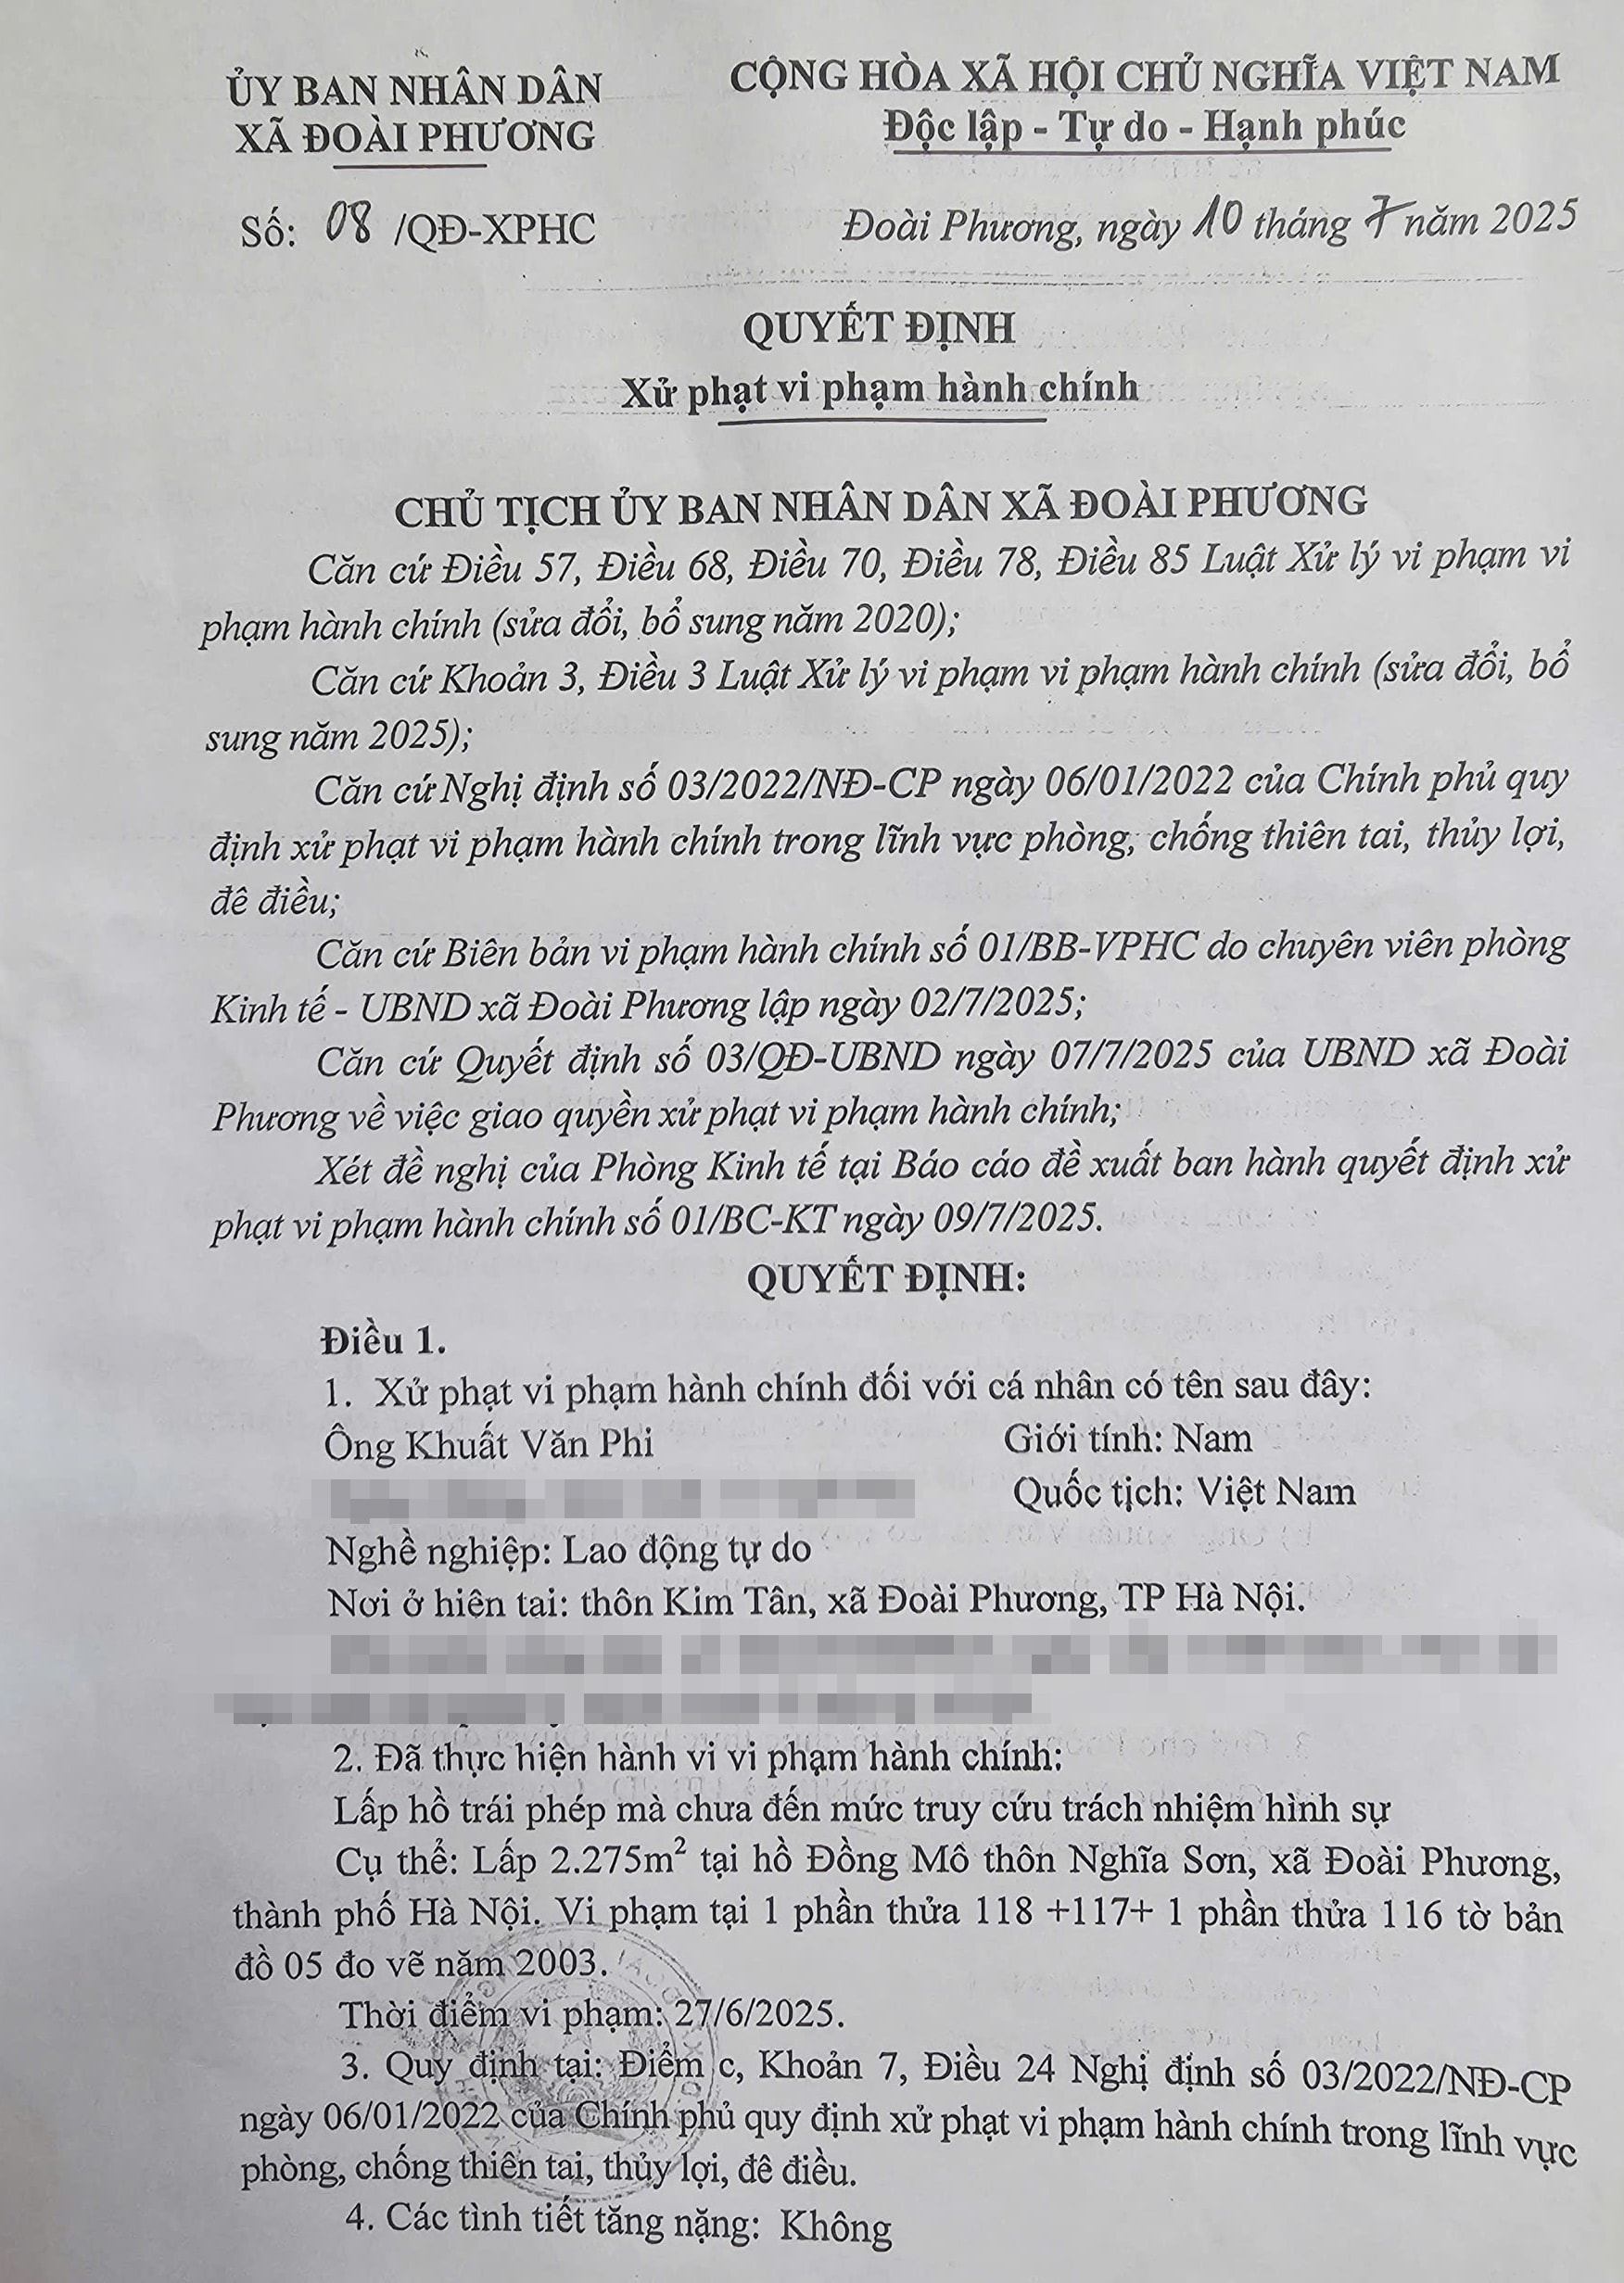 ỦY BAN NHÂN DÂN
XÃ ĐOÀI PHƯƠNG
CỘNG HÒA XÃ HỘI CHỦ NGHĨA VIỆT NAM
Độc lập - Tự do - Hạnh phúc
Số: 08 /QĐ-XPHC
Đoài Phương, ngày 10 tháng 7 năm 2025
QUYẾT ĐỊNH
Xử phạt vi phạm hành chính
CHỦ TỊCH ỦY BAN NHÂN DÂN XÃ ĐOÀI PHƯƠNG
Căn cứ Điều 57, Điều 68, Điều 70, Điều 78, Điều 85 Luật Xử lý vi phạm vi
phạm hành chính (sửa đổi, bổ sung năm 2020);
Căn cứ Khoản 3, Điều 3 Luật Xử lý vi phạm vi phạm hành chính (sửa đổi, bổ
sung năm 2025);
Căn cứ Nghị định số 03/2022/NĐ-CP ngày 06/01/2022 của Chính phủ quy
định xử phạt vi phạm hành chính trong lĩnh vực phòng, chống thiên tai, thủy lợi,
đê điều;
Căn cứ Biên bản vi phạm hành chính số 01/BB-VPHC do chuyên viên phòng
Kinh tế - UBND xã Đoài Phương lập ngày 02/7/2025;
Căn cứ Quyết định số 03/QĐ-UBND ngày 07/7/2025 của UBND xã Đoài
Phương về việc giao quyền xử phạt vi phạm hành chính;
Xét đề nghị của Phòng Kinh tế tại Báo cáo đề xuất ban hành quyết định xử
phạt vi phạm hành chính số 01/BC-KT ngày 09/7/2025.
QUYẾT ĐỊNH:
Điều 1.
1. Xử phạt vi phạm hành chính đối với cá nhân có tên sau đây:
Ông Khuất Văn Phi
Giới tính: Nam
Quốc tịch: Việt Nam
Nghề nghiệp: Lao động tự do
Nơi ở hiện tai: thôn Kim Tân, xã Đoài Phương, TP Hà Nội.
2. Đã thực hiện hành vi vi phạm hành chính:
Lấp hồ trái phép mà chưa đến mức truy cứu trách nhiệm hình sự
Cụ thể: Lấp 2.275m² tại hồ Đồng Mô thôn Nghĩa Sơn, xã Đoài Phương,
thành phố Hà Nội. Vi phạm tại 1 phần thửa 118 +117+ 1 phần thửa 116 tờ bản
đồ 05 đo vẽ năm 2003.
Thời điểm vi phạm: 27/6/2025.
3. Quy định tại: Điểm c, Khoản 7, Điều 24 Nghị định số 03/2022/NĐ-CP
ngày 06/01/2022 của Chính phủ quy định xử phạt vi phạm hành chính trong lĩnh vực
phòng, chống thiên tai, thủy lợi, đê điều.
4. Các tình tiết tăng nặng: Không